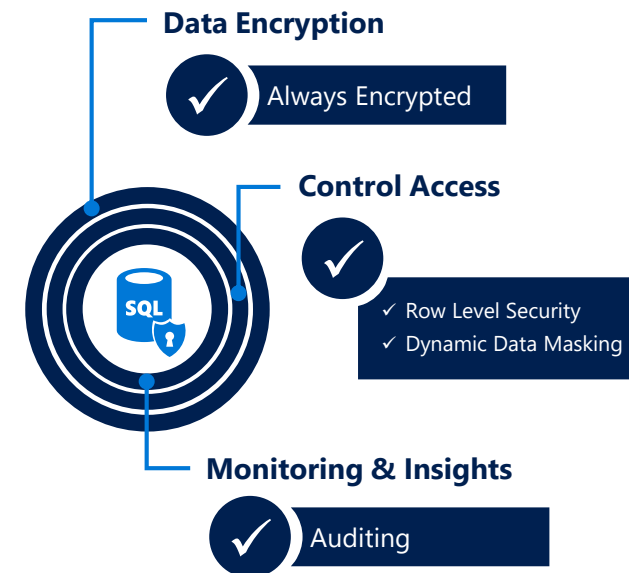 Data Encryption
Always Encrypted
Control Access
SQL
✓ Row Level Security
✓ Dynamic Data Masking
Monitoring & Insights
Auditing